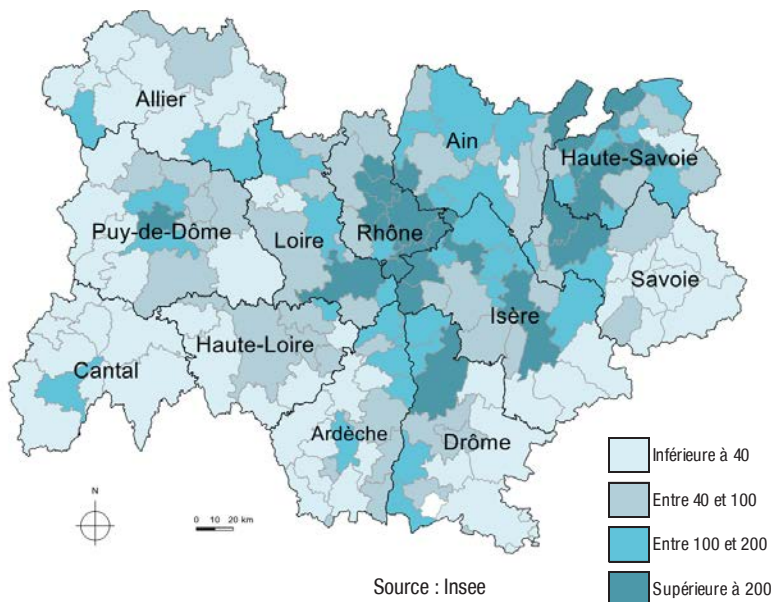 Allier
Ain
Haute-Savoie
Puy-de-Dôme
Loire
Rhône
Savoie
Isère
Haute-Loire
Cantal
Ardèche
Drôme
Inférieure à 40
Entre 40 et 100
Entre 100 et 200
Supérieure à 200
N
0 10 20 km
Source : Insee